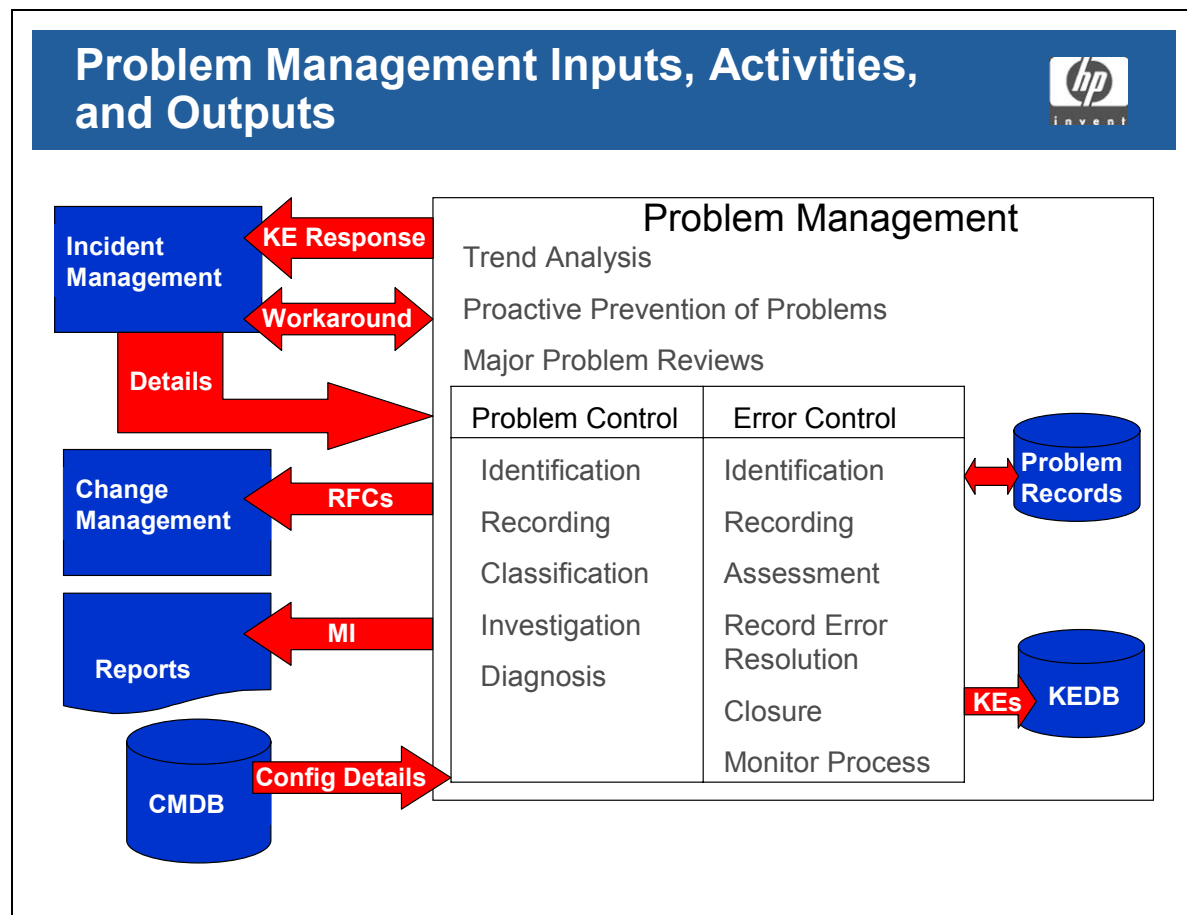 Problem Management Inputs, Activities,
and Outputs
hp
invent
Incident
Management
KE Response
Workaround
Details
Change
Management
RFCs
Reports
MI
CMDB
Config Details
Problem Management
Trend Analysis
Proactive Prevention of Problems
Major Problem Reviews
Problem Control
Identification
Recording
Classification
Investigation
Diagnosis
Error Control
Identification
Recording
Assessment
Record Error
Resolution
Closure
Monitor Process
Problem
Records
KEs
KEDB